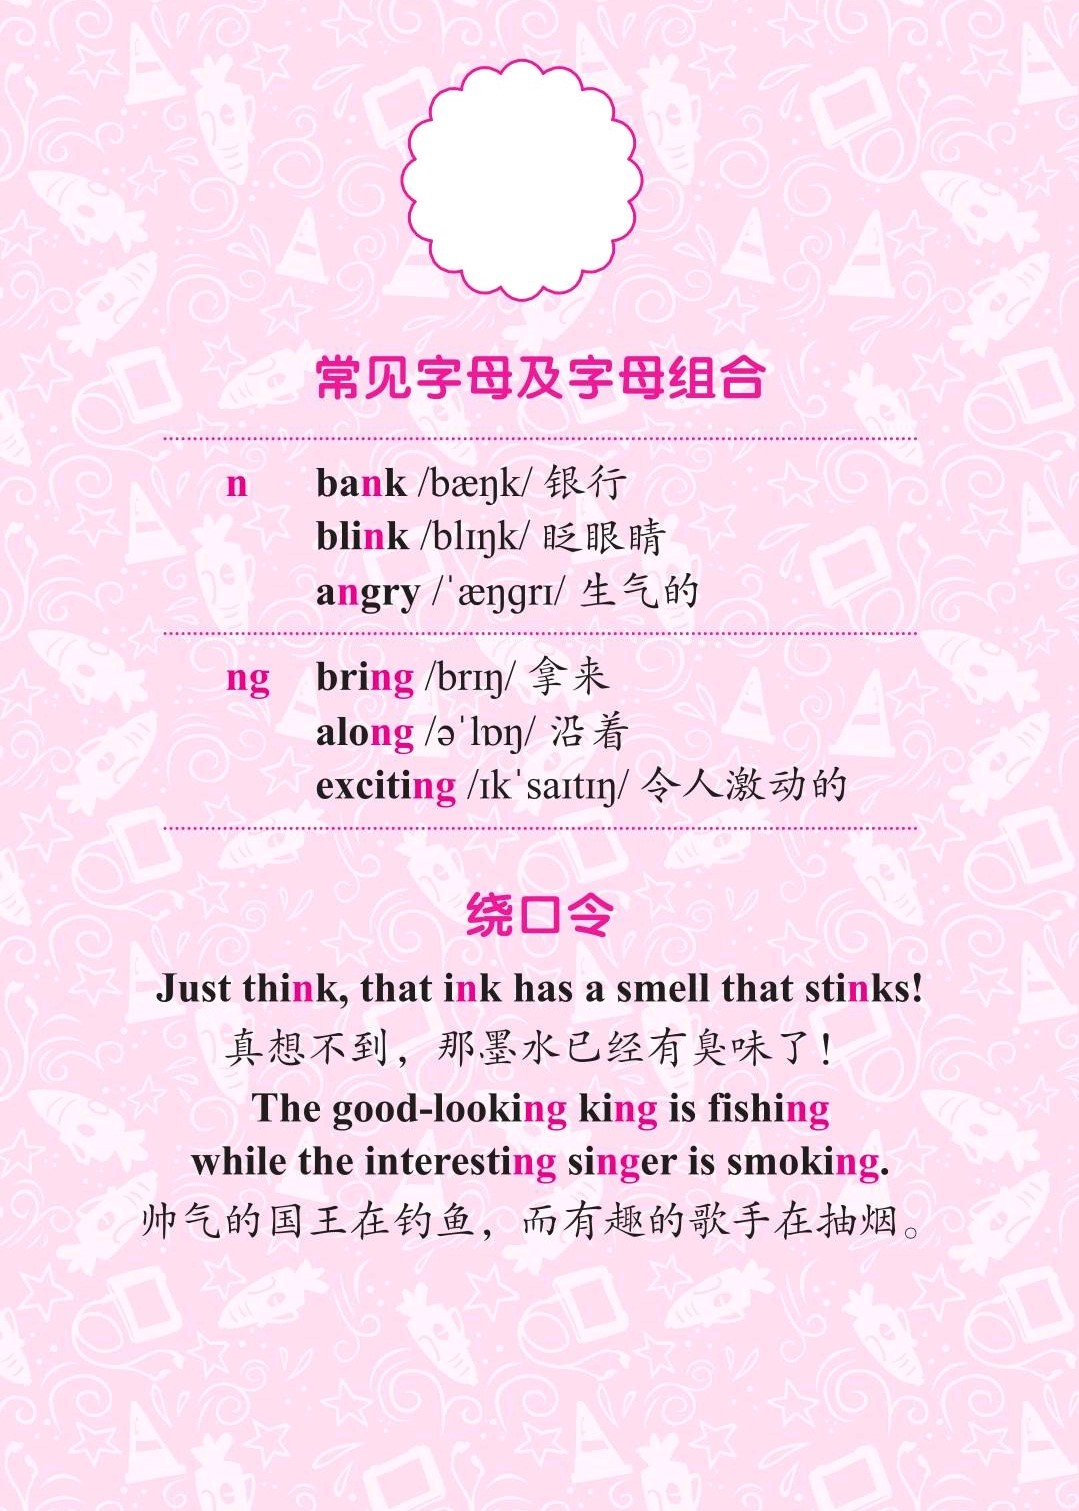 常见字母及字母组合
n bank /bæŋk/ 银行
blink /blɪŋk/ 眨眼睛
angry /ˈæŋɡrɪ/ 生气的
ng bring /brɪŋ/ 拿来
along /əˈlɒŋ/ 沿着
exciting /ɪkˈsaɪtɪŋ/ 令人激动的
绕口令
Just think, that ink has a smell that stinks!
真想不到，那墨水已经有臭味了！
The good-looking king is fishing
while the interesting singer is smoking.
帅气的国王在钓鱼，而有趣的歌手在抽烟。